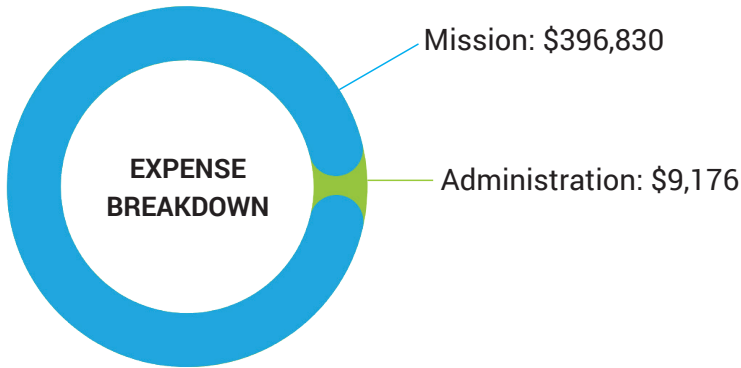 Mission: $396,830
EXPENSE
BREAKDOWN
Administration: $9,176